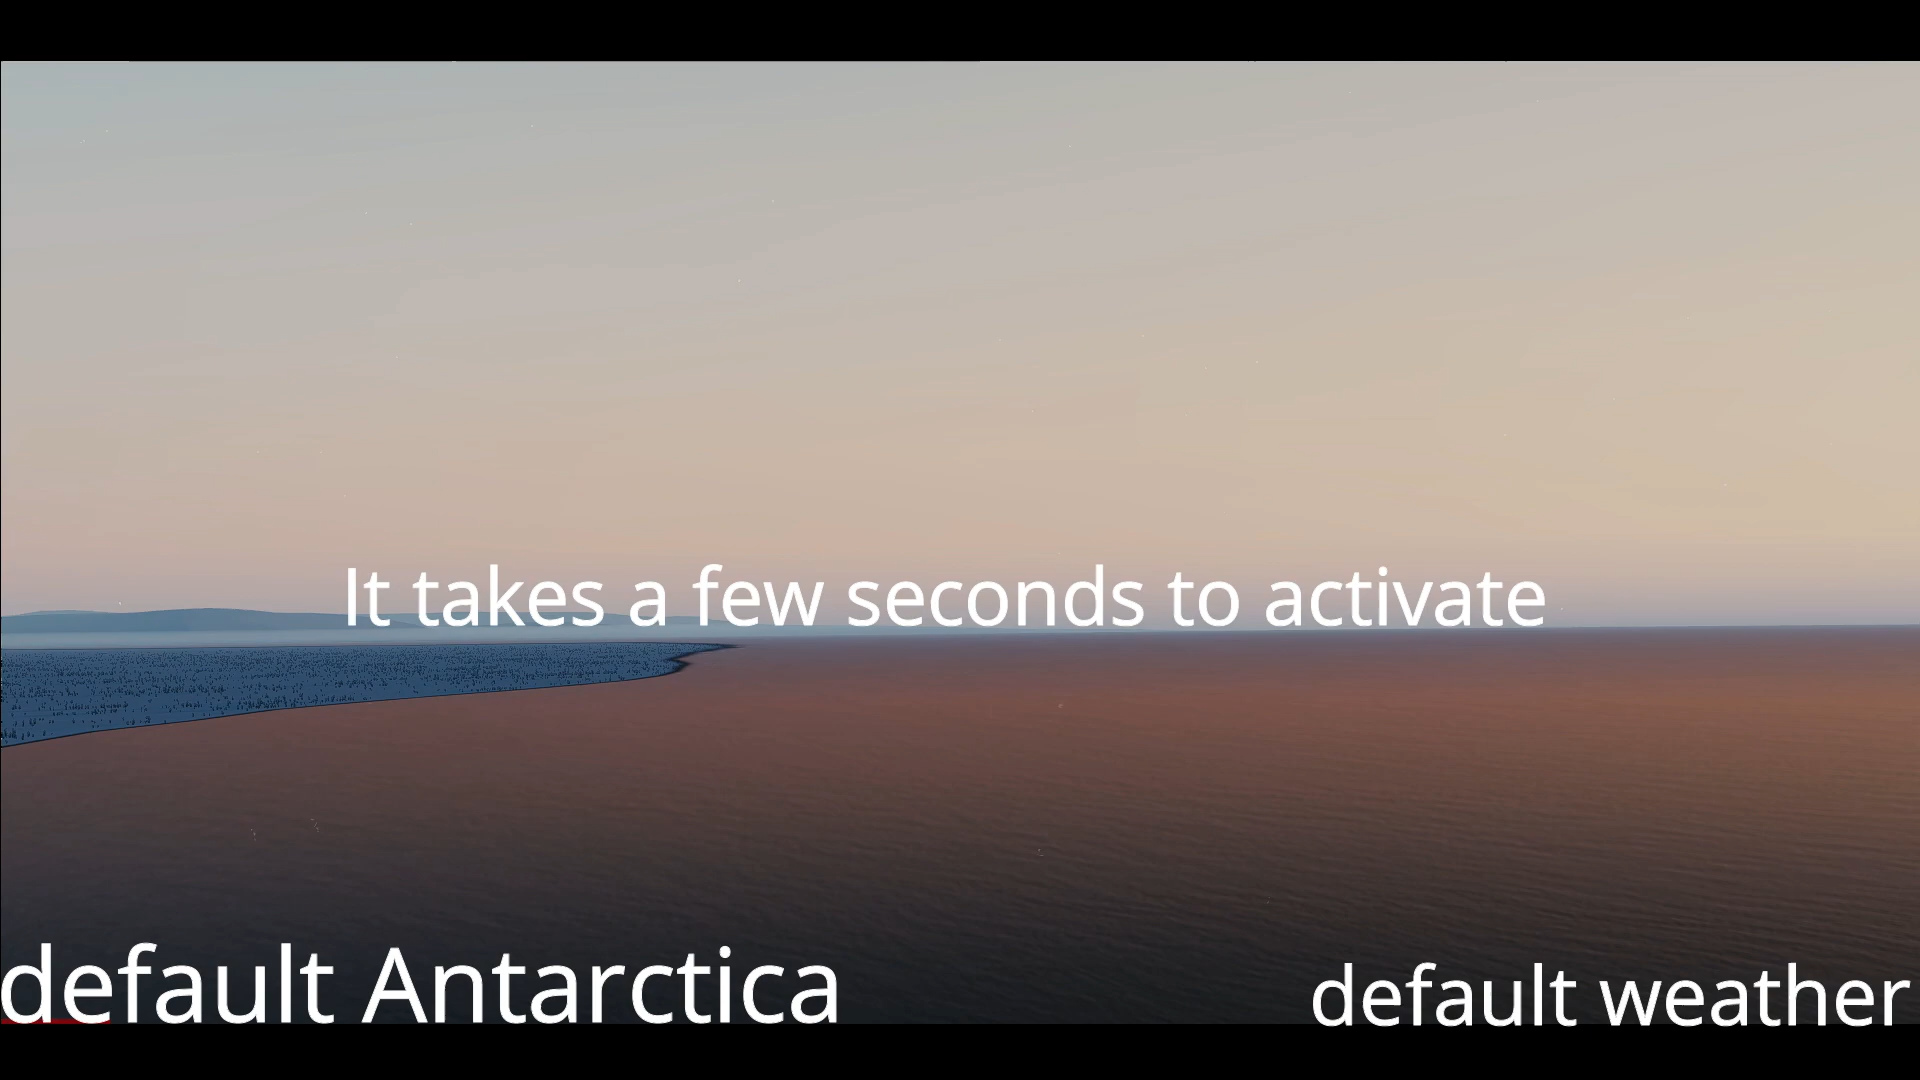 It takes a few seconds to activate
default Antarctica
default weather